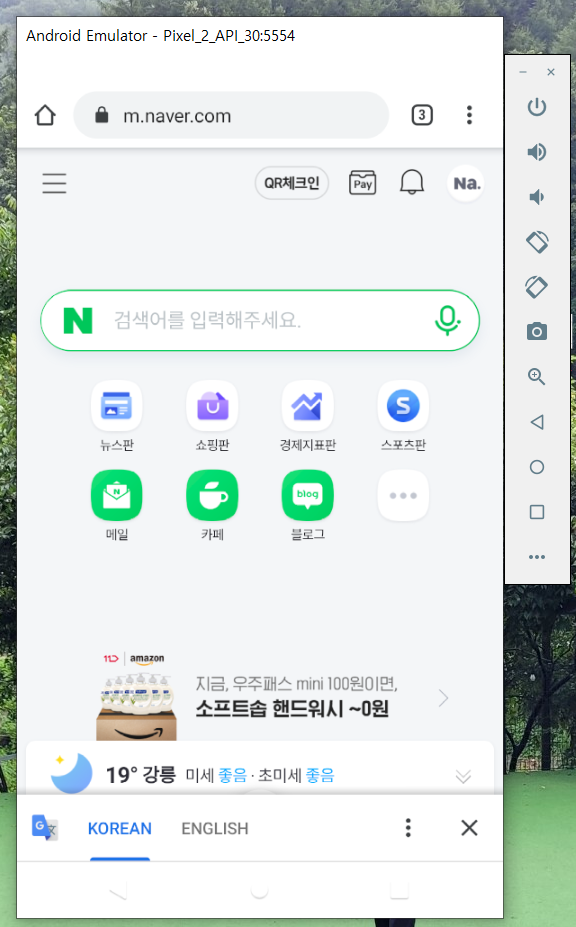 Android Emulator - Pixel_2_API_30:5554
m.naver.com
3
QR체크인
Pay
Na.
N
검색어를 입력해주세요.
뉴스판
쇼핑판
경제지표판
스포츠판
S
N
blog
메일
카페
블로그
11 amazon
지금, 우주패스 mini 100원이면,
소프트솝 핸드워시 ~0원
19° 강릉 미세 좋음 · 초미세 좋음
G 文
KOREAN
ENGLISH